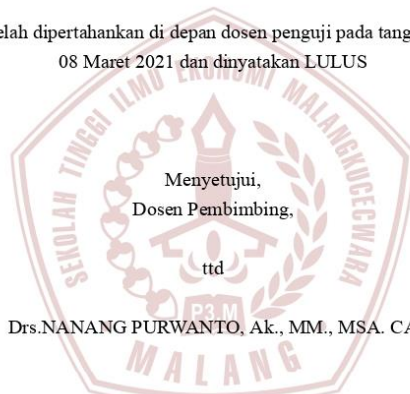 elah dipertahankan di depan dosen penguji pada tang
08 Maret 2021 dan dinyatakan LULUS
SEKOLAH TINGGI ILMU EKONOMI MALANGKUCECWARA
Menyetujui,
Dosen Pembimbing,
ttd
P3M
Drs.NANANG PURWANTO, Ak., MM., MSA. CA
MALANG